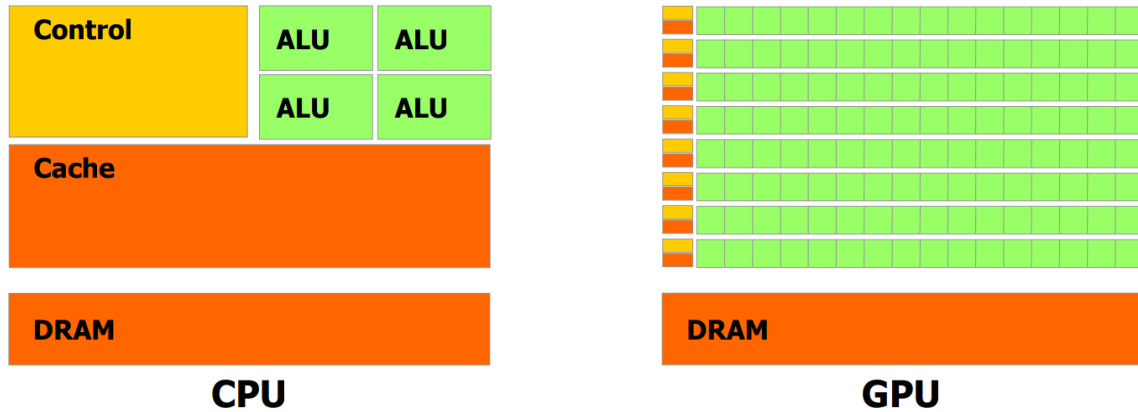 Control
ALU
ALU
ALU
ALU
Cache
DRAM
CPU
DRAM
GPU